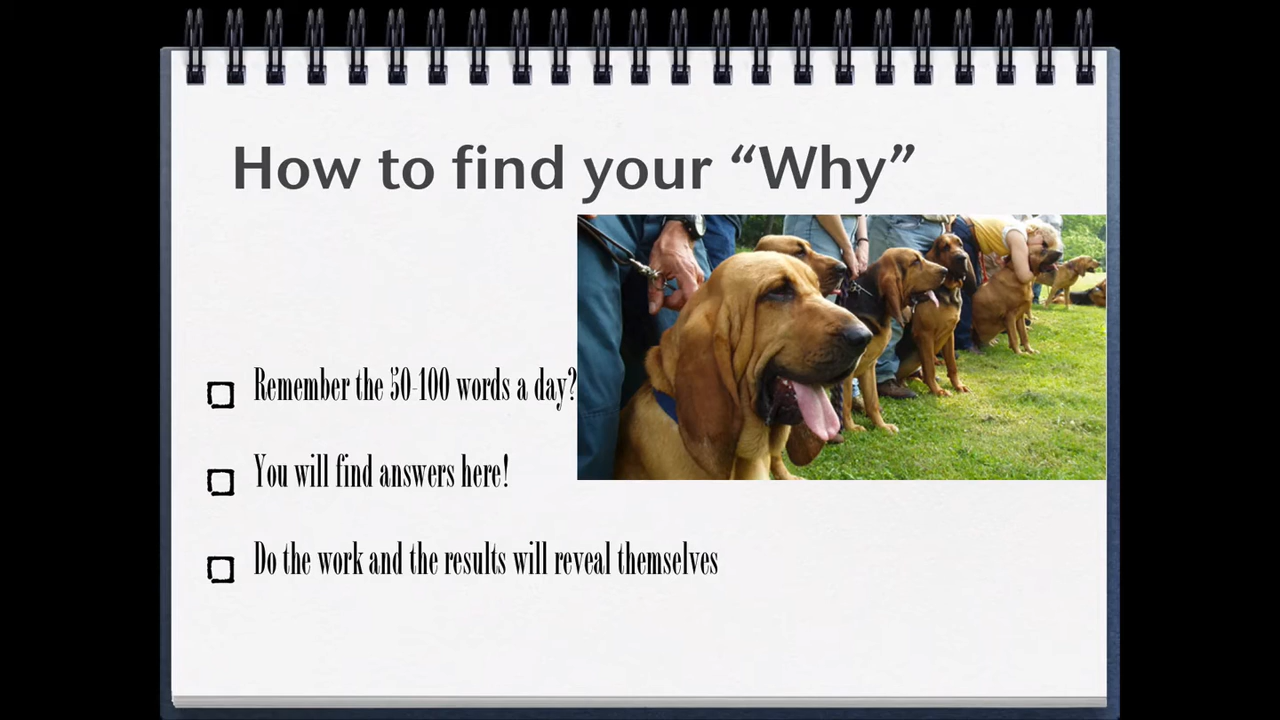 How to find your “Why”
Remember the 50-100 words a day?
You will find answers here!
Do the work and the results will reveal themselves